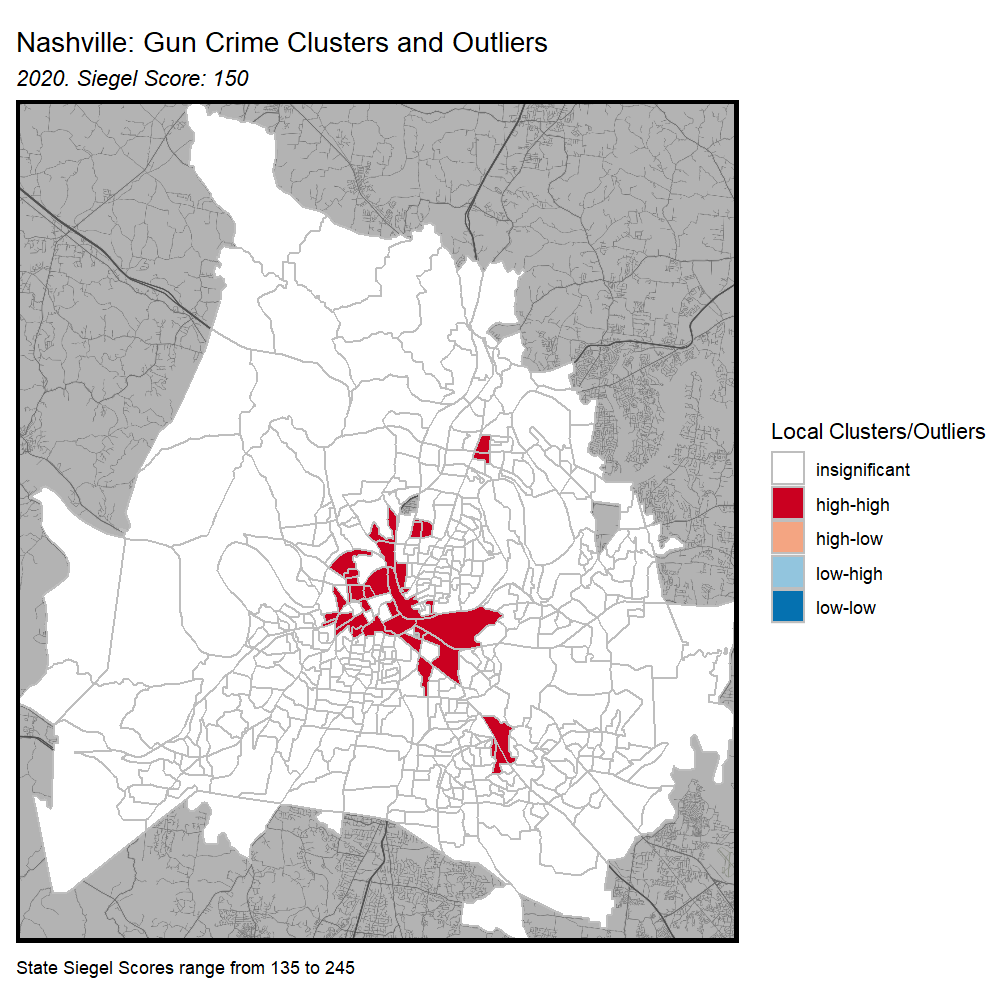 Nashville: Gun Crime Clusters and Outliers
2020. Siegel Score: 150
Local Clusters/Outliers
insignificant
high-high
high-low
low-high
low-low
State Siegel Scores range from 135 to 245